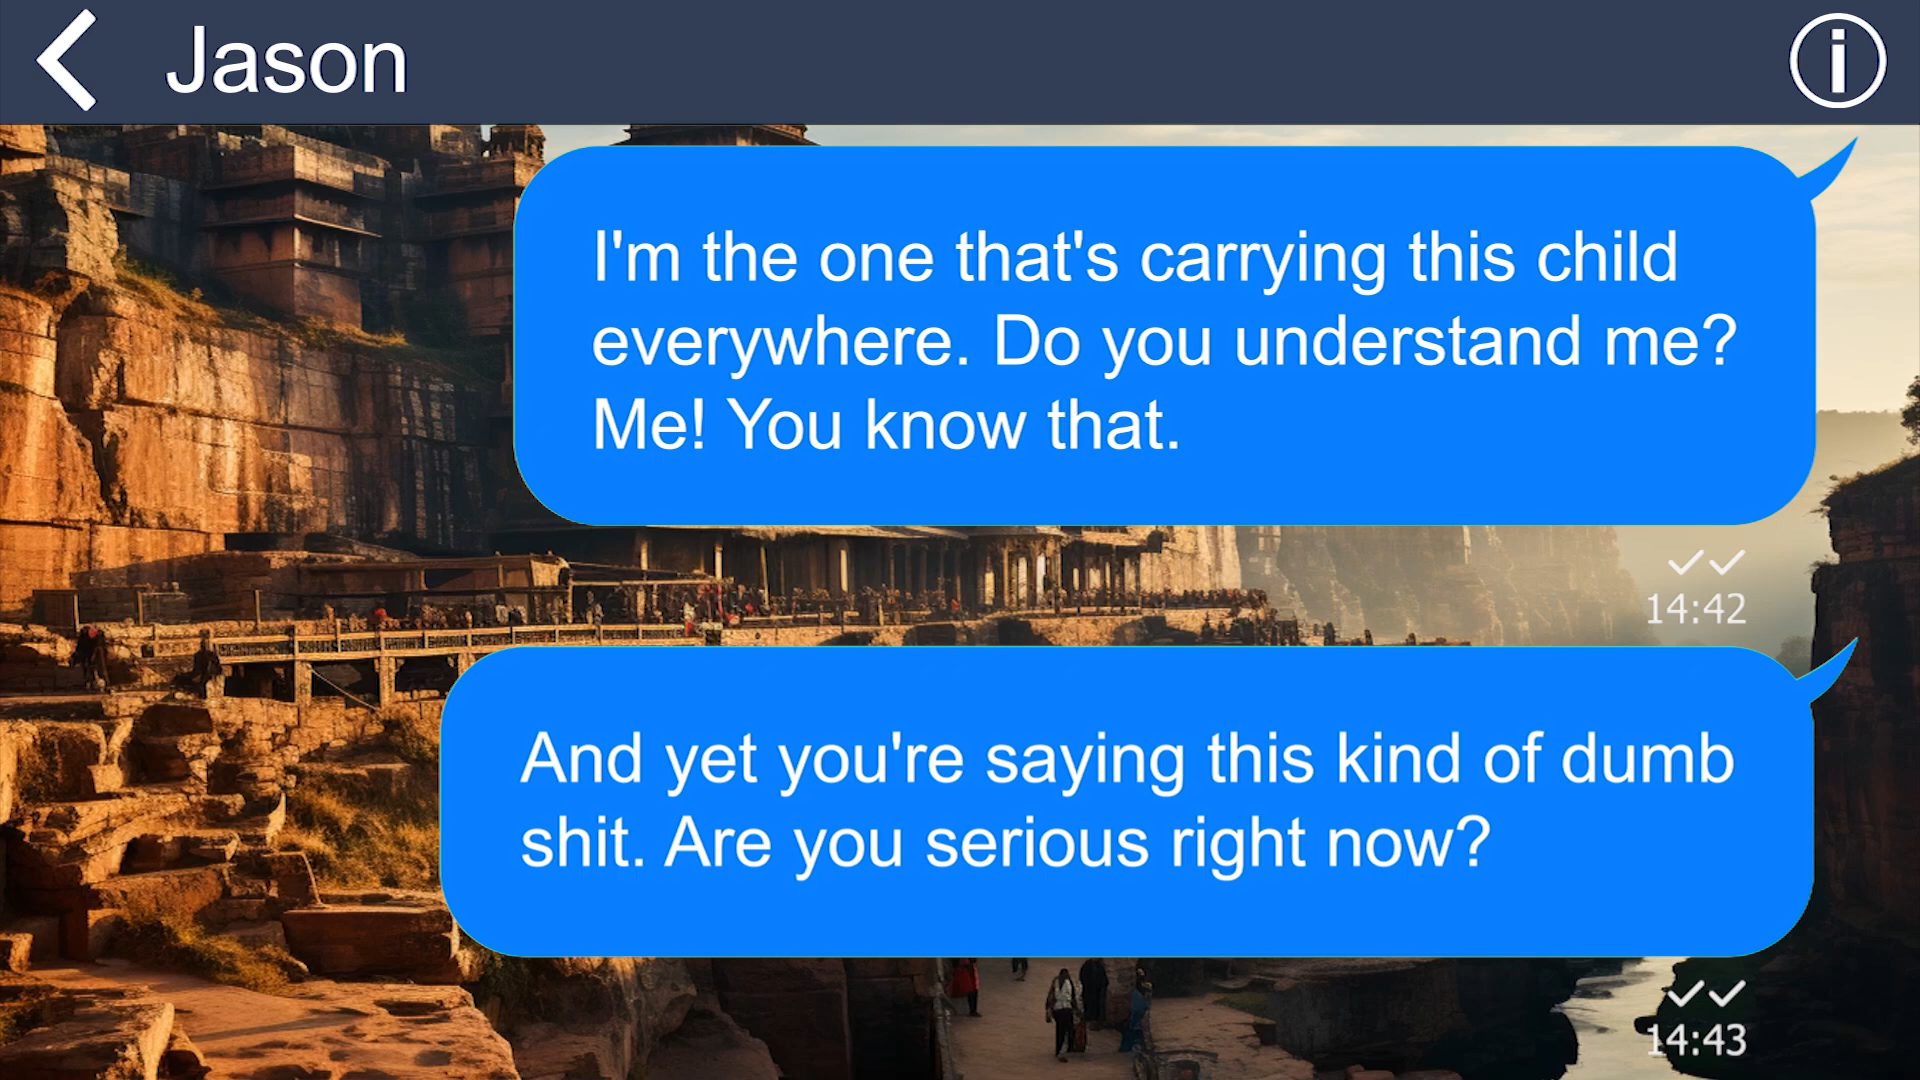 Jason
I'm the one that's carrying this child
everywhere. Do you understand me?
Me! You know that.
14:42
And yet you're saying this kind of dumb
shit. Are you serious right now?
14:43